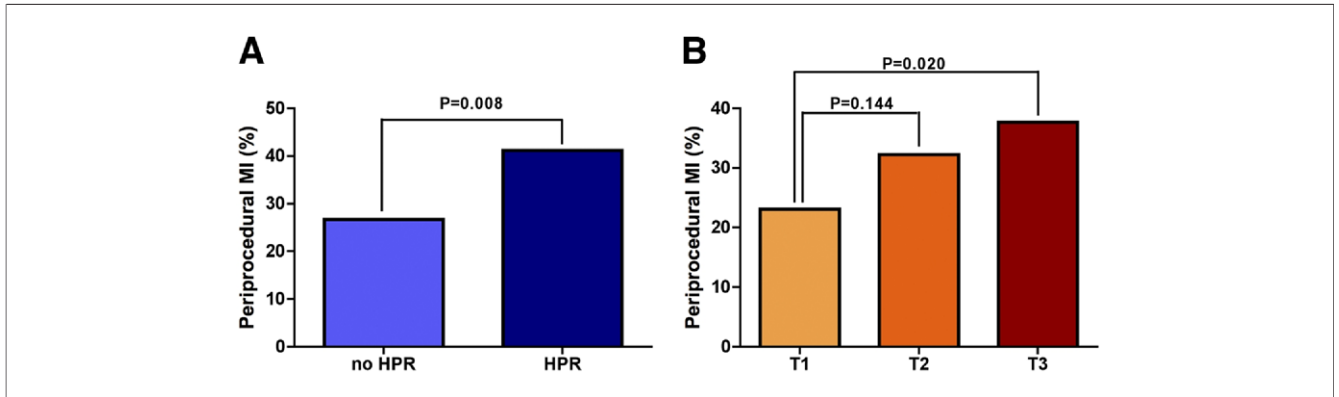 A
P=0.008
Periprocedural MI (%)
50
40
30
20
10
0
no HPR
HPR
B
P=0.020
P=0.144
Periprocedural MI (%)
40
30
20
10
0
T1
T2
T3